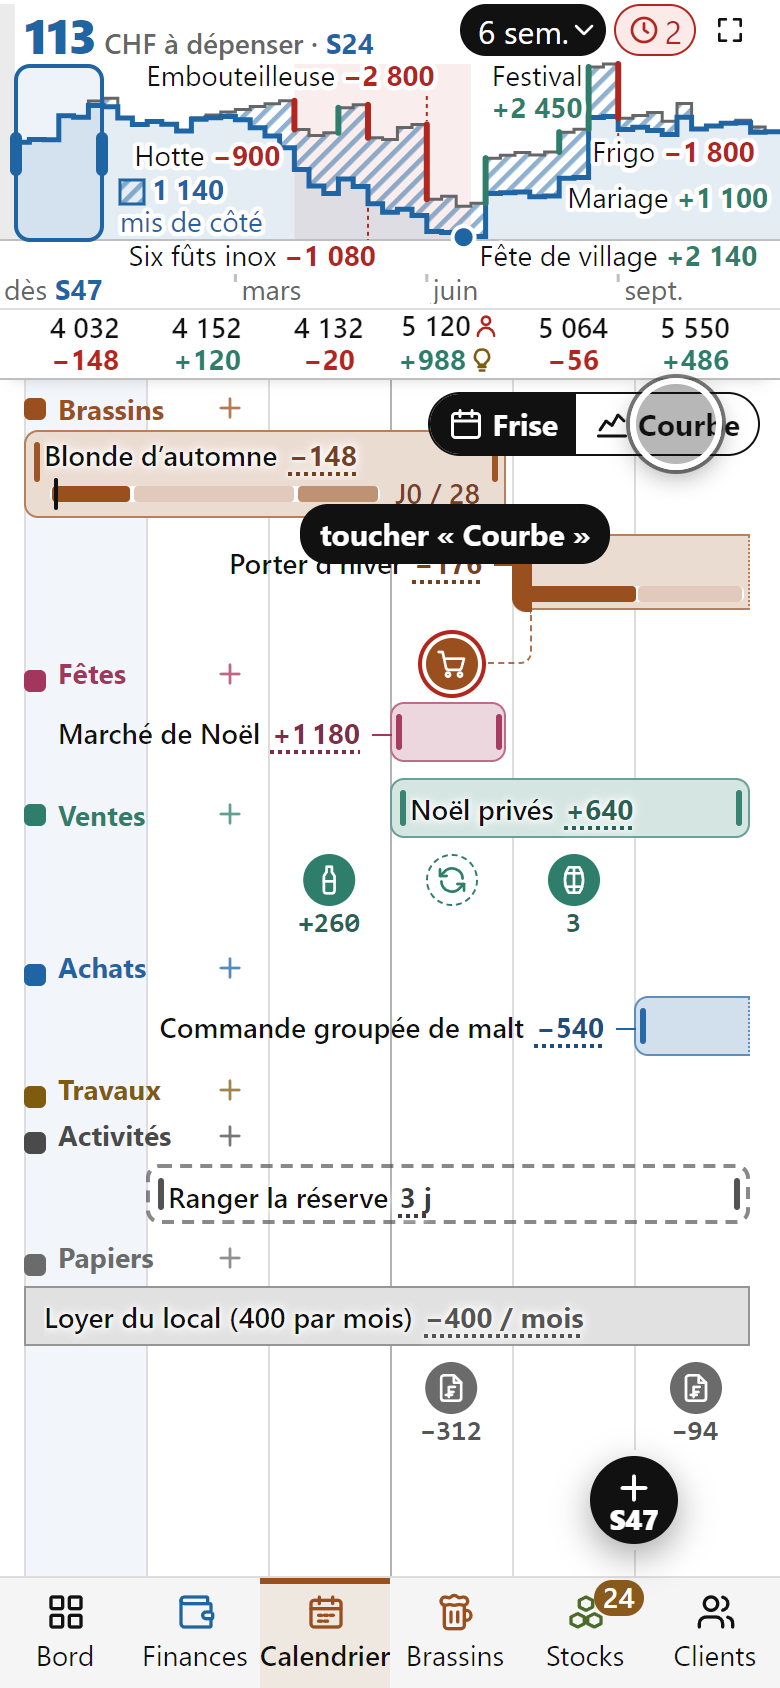 113 CHF à dépenser · S24
6 sem.
2
Embouteilleuse −2 800
Festival
+2 450
Hotte −900
Frigo −1 800
1 140
mis de côté
Mariage +1 100
Six fûts inox −1 080
Fête de village +2 140
dès S47
mars
juin
sept.
4 032
4 152
4 132
5 120
5 064
5 550
−148
+120
−20
+988
−56
+486
Brassins +
Frise
Courbe
Blonde d’automne −148
J0 / 28
toucher « Courbe »
Porter d’hiver −176
Fêtes +
Marché de Noël +1 180
Ventes +
Noël privés +640
+260
3
Achats +
Commande groupée de malt −540
Travaux +
Activités +
Ranger la réserve 3 j
Papiers +
Loyer du local (400 par mois) −400 / mois
−312
−94
+
S47
24
Bord
Finances
Calendrier
Brassins
Stocks
Clients